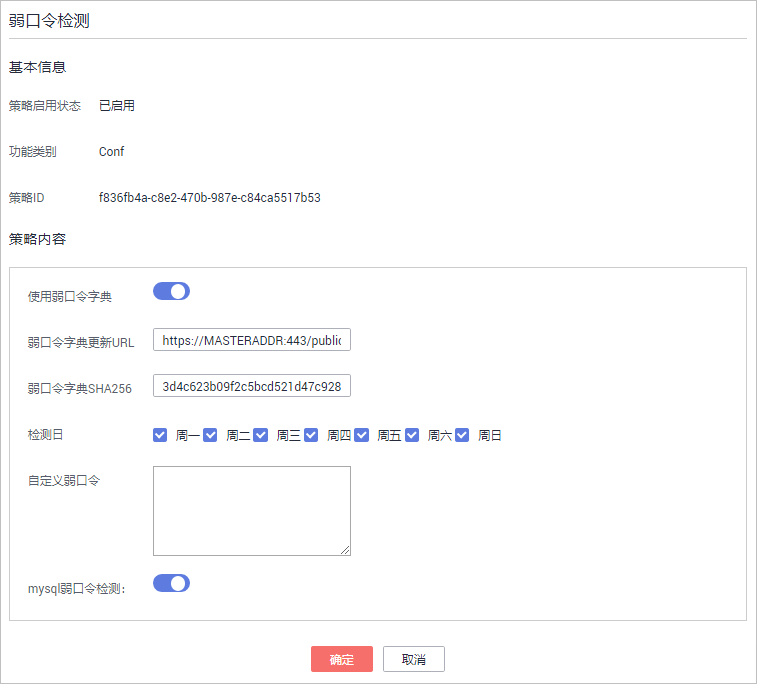 弱口令检测
基本信息
策略启用状态 已启用
功能类别 Conf
策略ID f836fb4a-c8e2-470b-987e-c84ca5517b53
策略内容
使用弱口令字典
弱口令字典更新URL https://MASTERADDR:443/public
弱口令字典SHA256 3d4c623b09f2c5bcd521d47c928
检测日 周一 周二 周三 周四 周五 周六 周日
自定义弱口令
mysql弱口令检测：
确定 取消